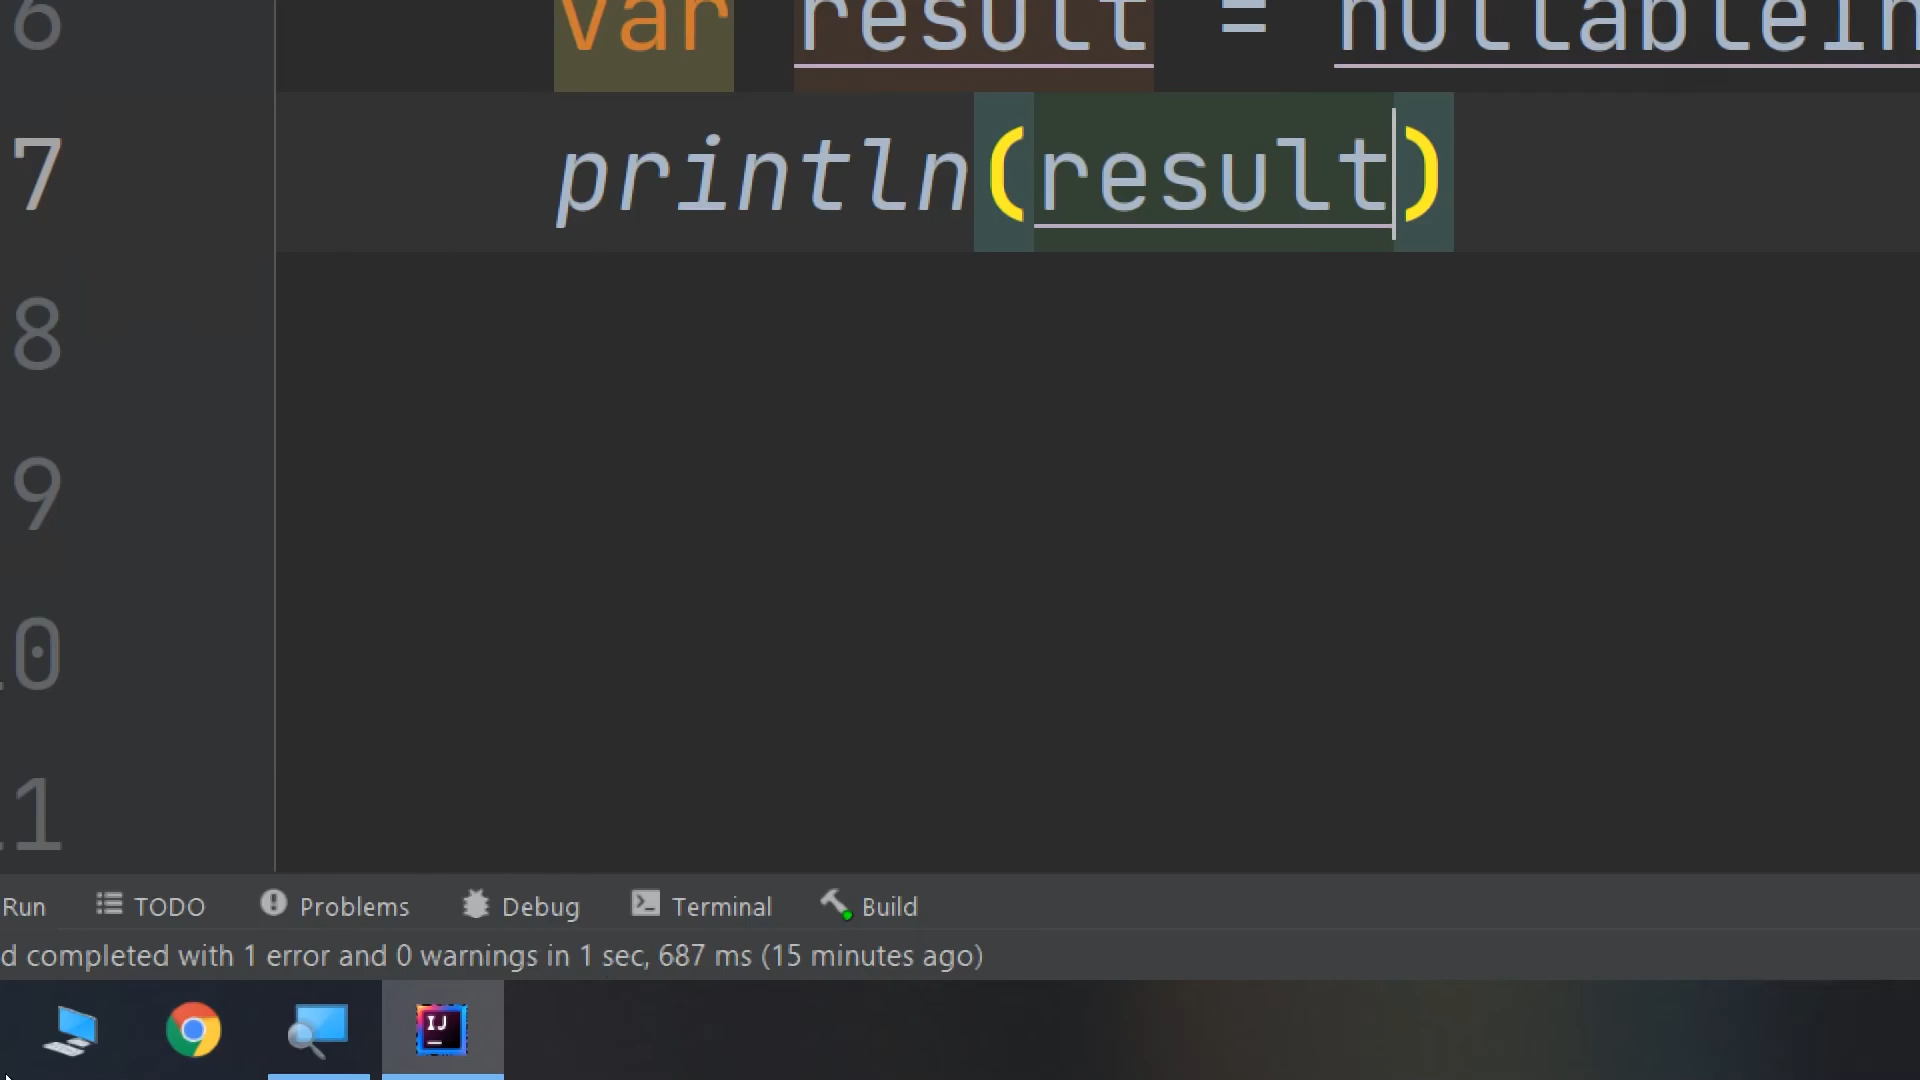 6 var result = nullableIn
7 println(result)
8
9
10
11
Run TODO Problems Debug Terminal Build
d completed with 1 error and 0 warnings in 1 sec, 687 ms (15 minutes ago)
IJ